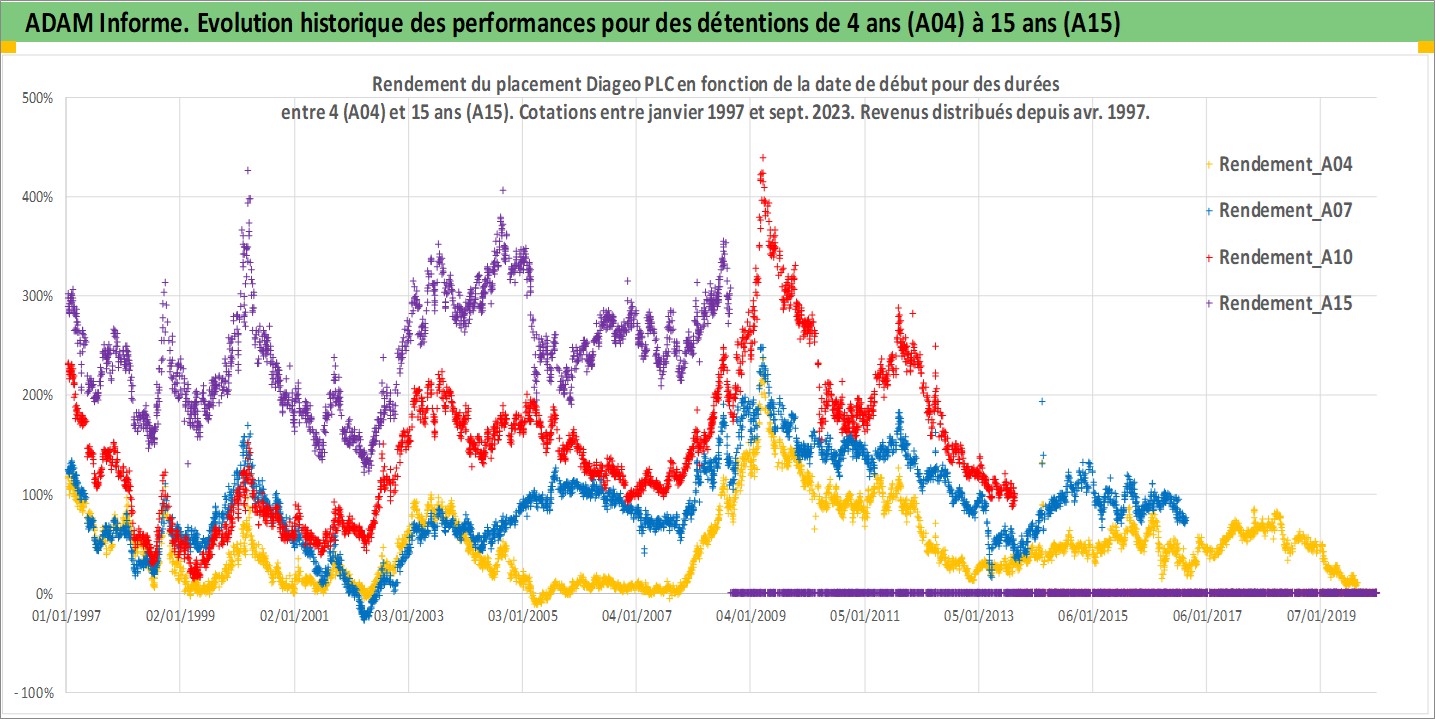 ADAM Informe. Evolution historique des performances pour des détentions de 4 ans (A04) à 15 ans (A15)
Rendement du placement Diageo PLC en fonction de la date de début pour des durées
entre 4 (A04) et 15 ans (A15). Cotations entre janvier 1997 et sept. 2023. Revenus distribués depuis avr. 1997.
500%
400%
300%
200%
100%
0%
-100%
01/01/1997
02/01/1999
02/01/2001
02/03/2003
03/01/2005
04/01/2007
04/01/2009
05/01/2011
05/01/2013
06/01/2015
06/01/2017
07/01/2019
Rendement_A04
Rendement_A07
Rendement_A10
Rendement_A15